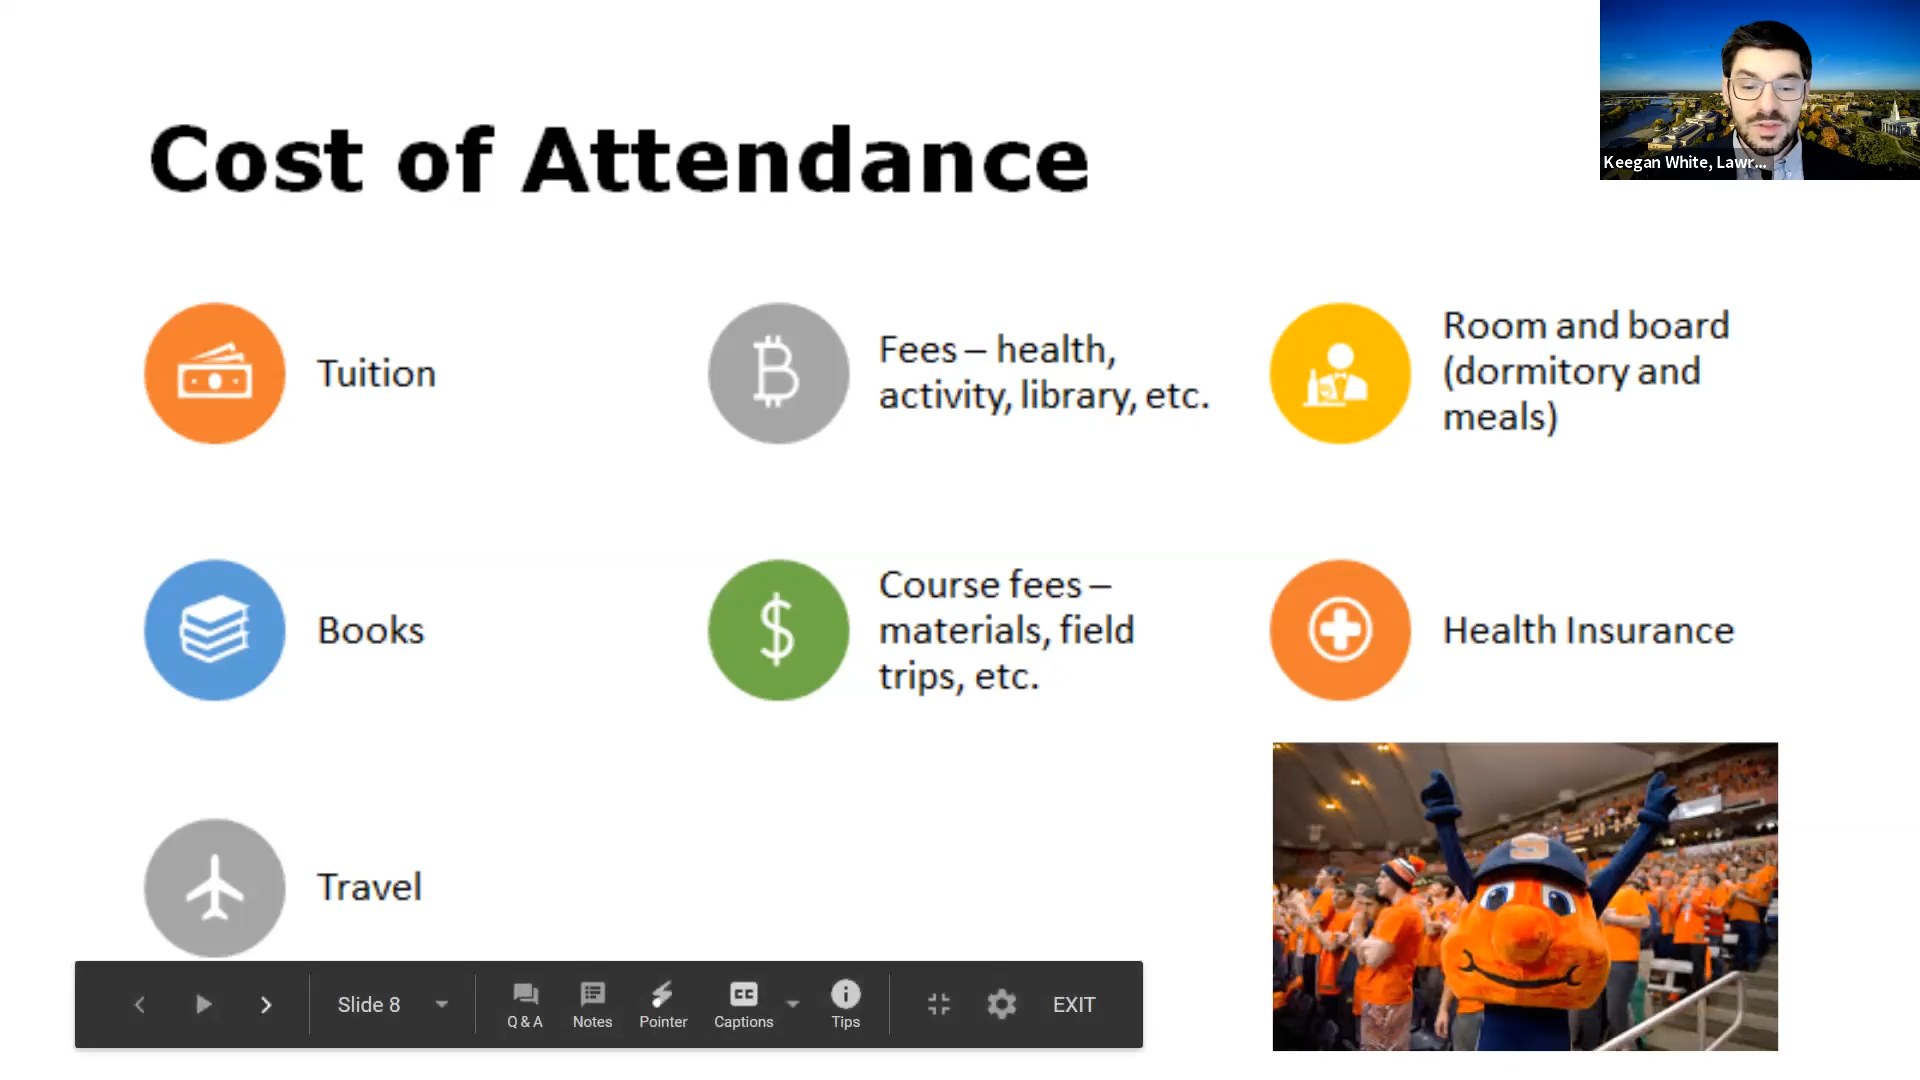 Cost of Attendance
Keegan White, Lawr...
Tuition
Fees – health,
activity, library, etc.
Room and board
(dormitory and
meals)
Books
Course fees –
materials, field
trips, etc.
Health Insurance
Travel
S
Slide 8
Q & A
Notes
Pointer
CC
Captions
Tips
EXIT